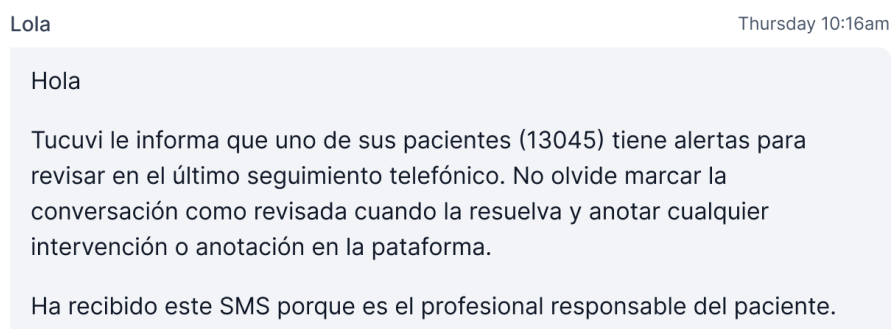 Lola
Thursday 10:16am
Hola
Tucuvi le informa que uno de sus pacientes (13045) tiene alertas para
revisar en el último seguimiento telefónico. No olvide marcar la
conversación como revisada cuando la resuelva y anotar cualquier
intervención o anotación en la pataforma.
Ha recibido este SMS porque es el profesional responsable del paciente.